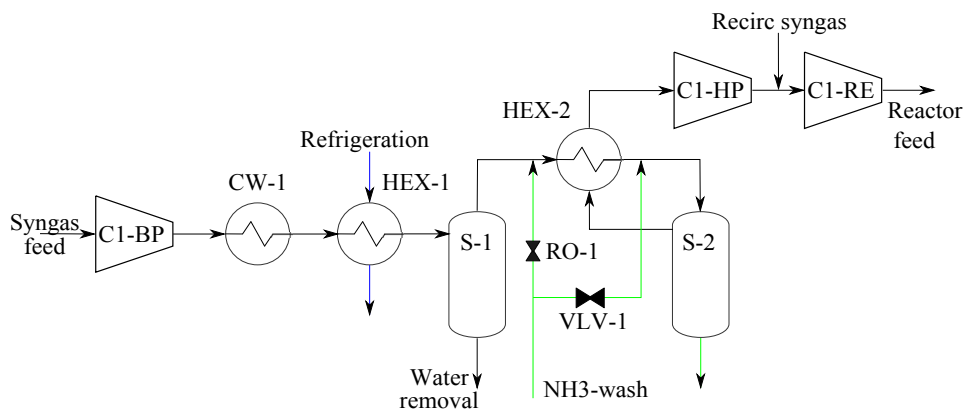 Recirc syngas
C1-HP
C1-RE
HEX-2
Reactor
feed
Refrigeration
CW-1
HEX-1
Syngas
feed
C1-BP
S-1
S-2
RO-1
VLV-1
Water
removal
NH3-wash